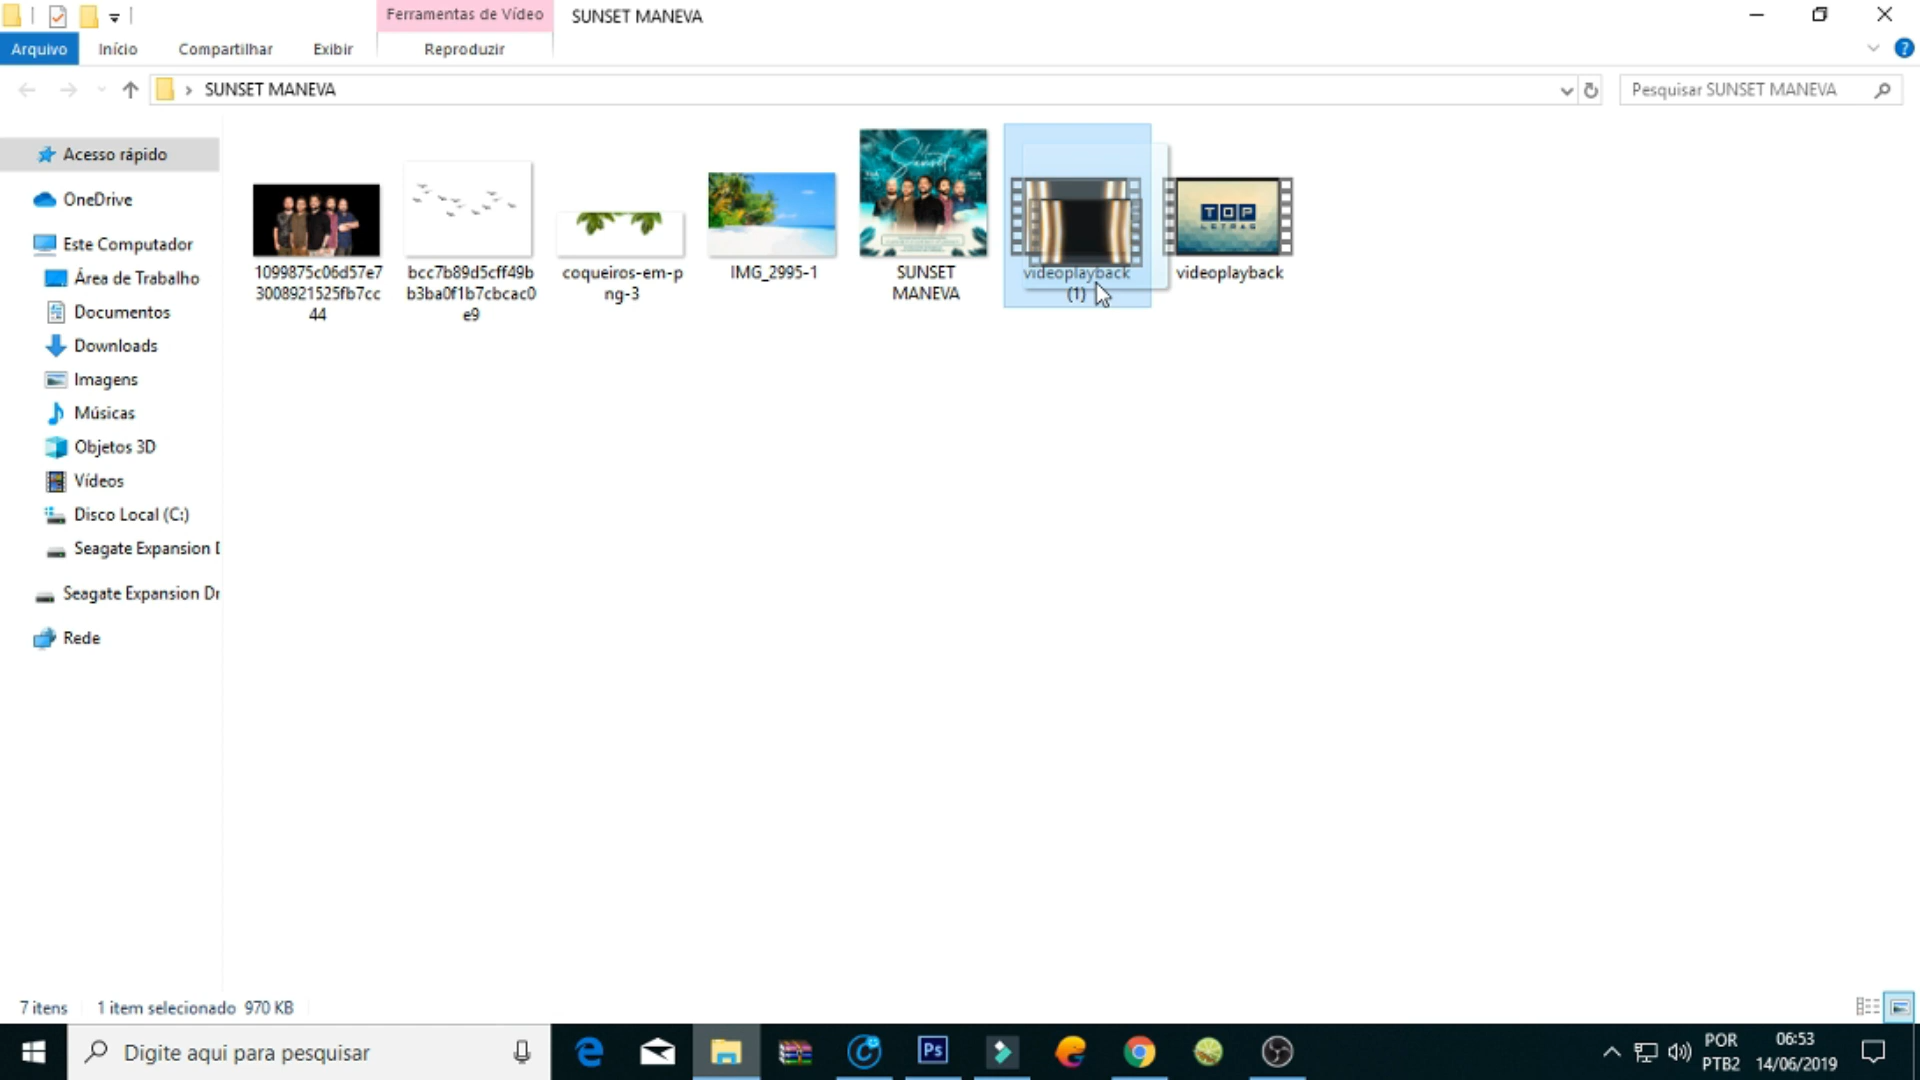 Ferramentas de Vídeo
SUNSET MANEVA
Arquivo
Início
Compartilhar
Exibir
Reproduzir
SUNSET MANEVA
Pesquisar SUNSET MANEVA
Acesso rápido
OneDrive
Este Computador
Área de Trabalho
Documentos
Downloads
Imagens
Músicas
Objetos 3D
Vídeos
Disco Local (C:)
Seagate Expansion D
Seagate Expansion Dr
Rede
1099875c06d57e7
3008921525fb7cc
44
bcc7b89d5cff49b
b3ba0f1b7cbcac0
e9
coqueiros-em-p
ng-3
IMG_2995-1
Sunset
SUNSET
MANEVA
videoplayback
(1)
TOP
LETRAS
videoplayback
7 itens
1 item selecionado 970 KB
Digite aqui para pesquisar
Ps
POR
PTB2
06:53
14/06/2019